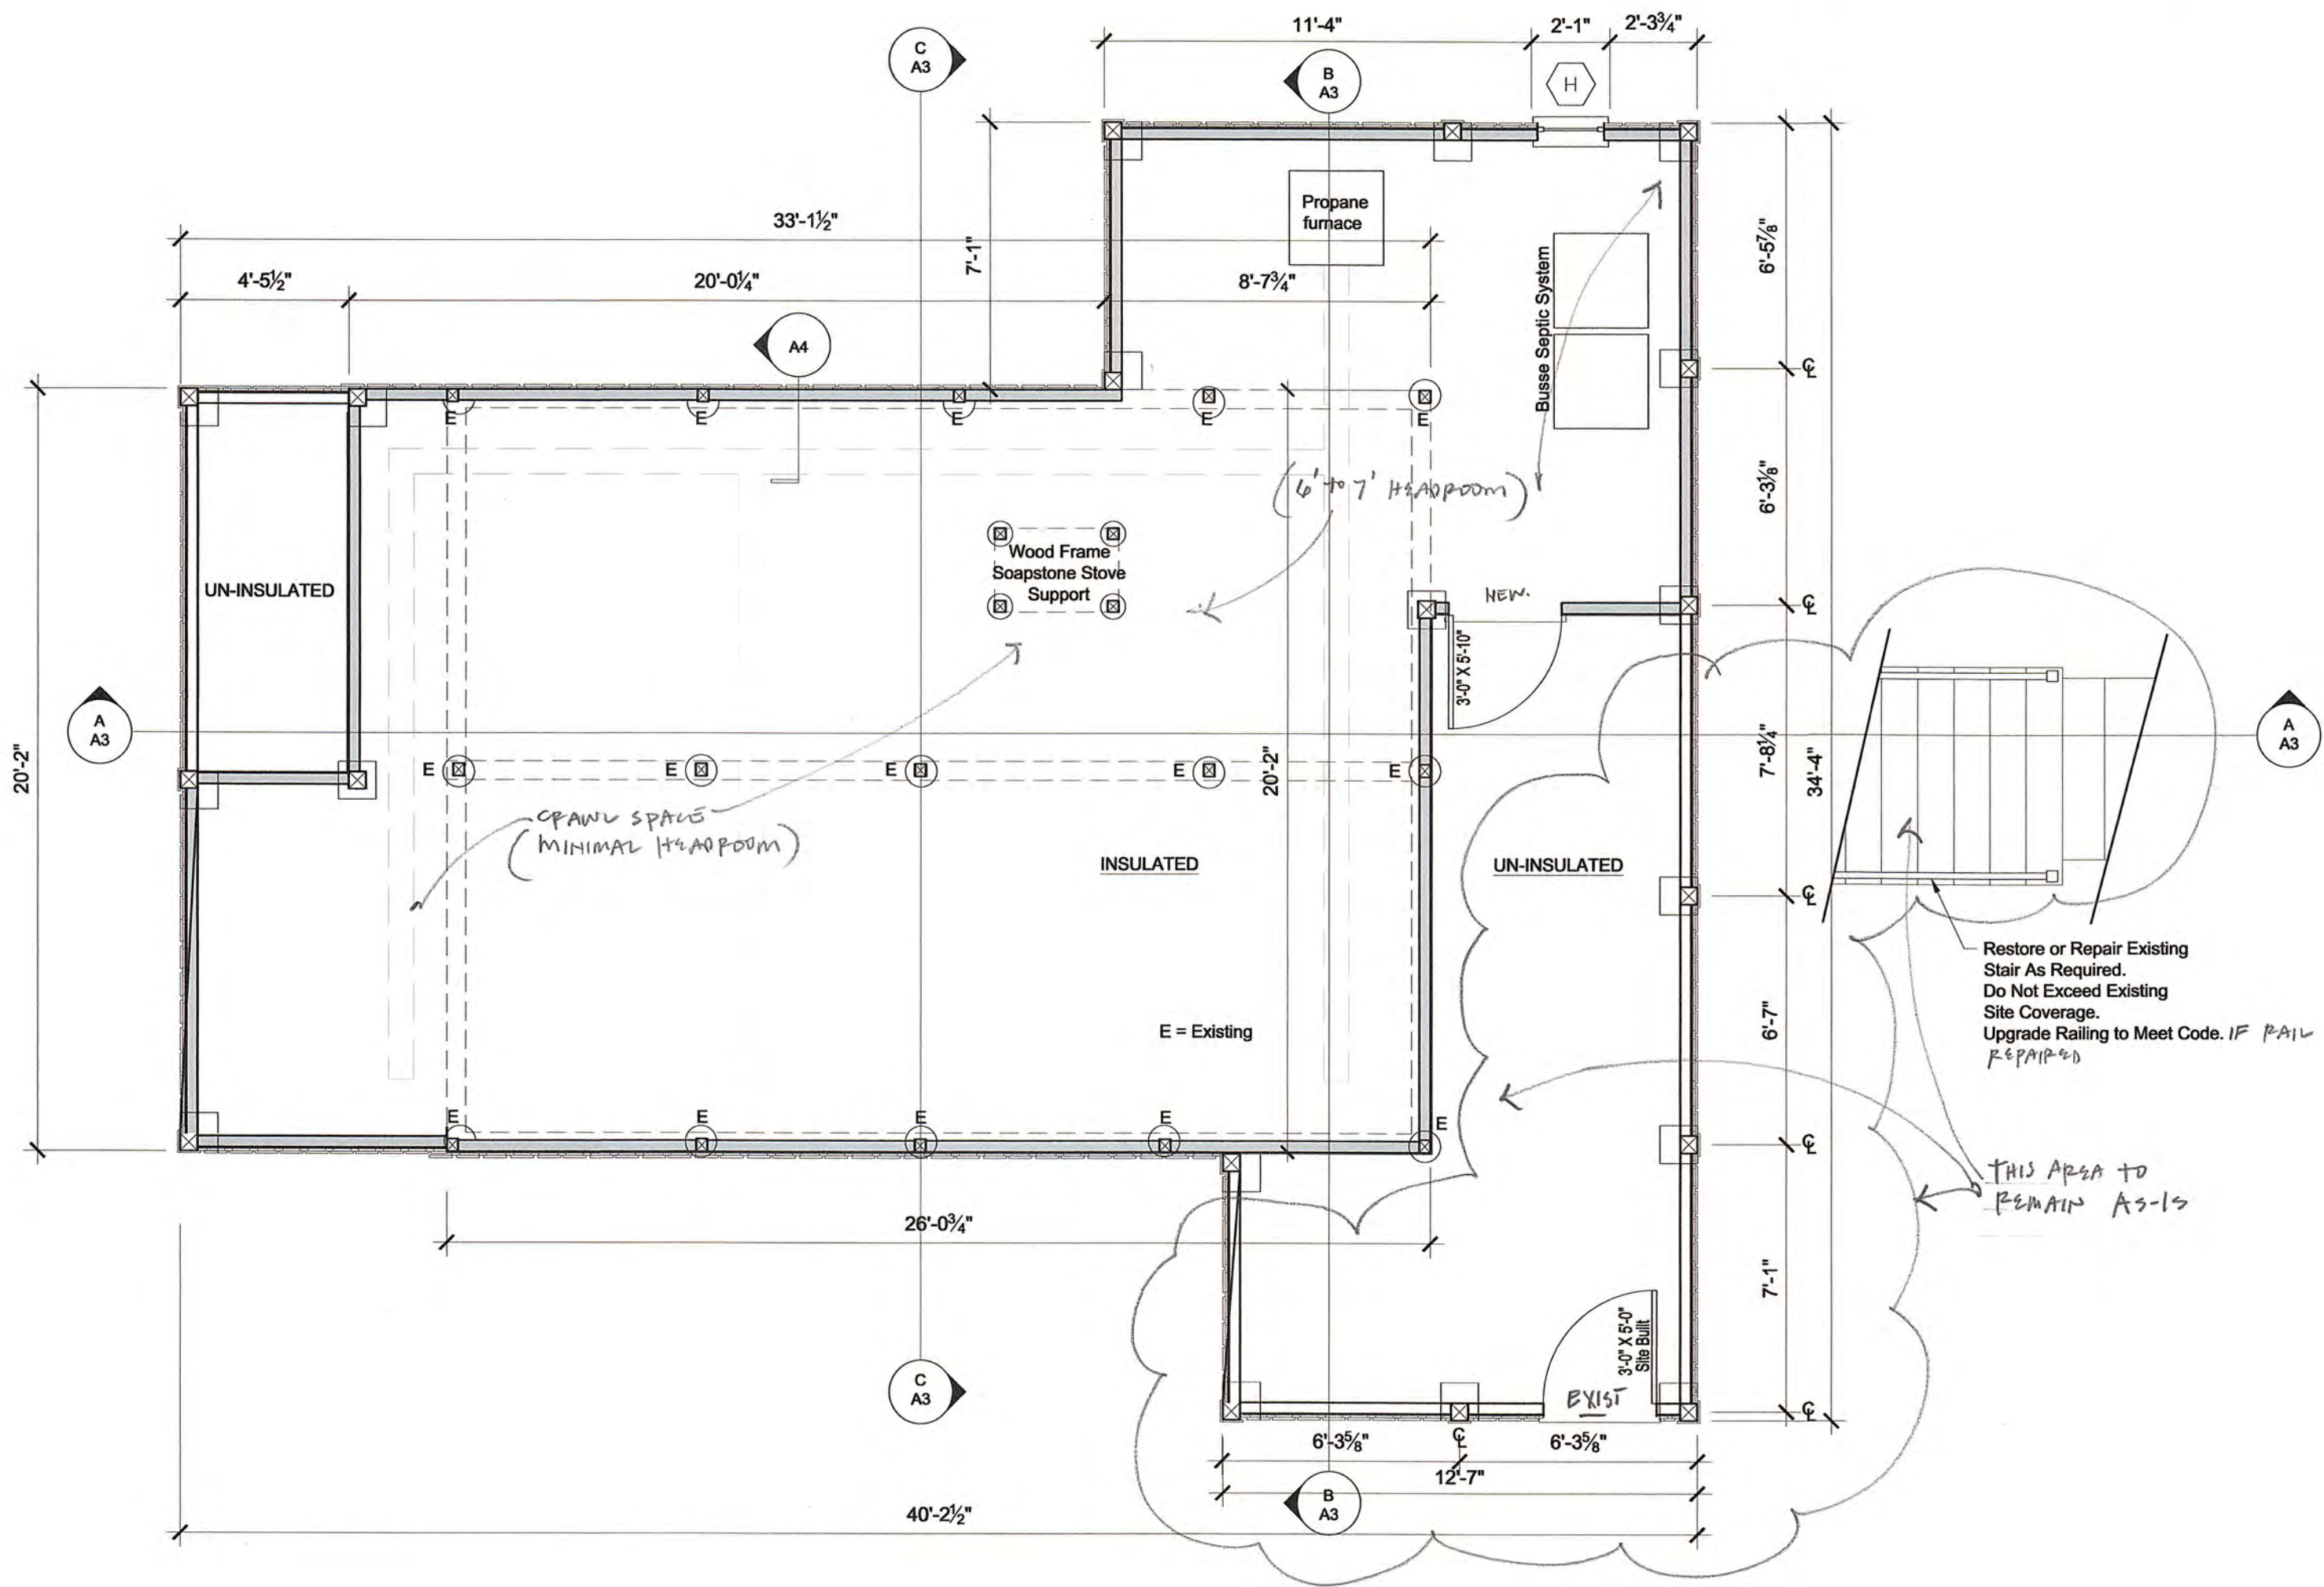 11'-4"
2'-1"
2'-3¾"
C
A3
B
A3
H
33'-1½"
7'-1"
Propane
furnace
6'-5⅞"
4'-5½"
20'-0¼"
8'-7¾"
Busse Septic System
A4
℄
E
E
E
E
E
(6' to 7' HEADROOM)
6'-3⅛"
Wood Frame
Soapstone Stove
Support
UN-INSULATED
NEW.
℄
3'-0" X 5'-10"
A
A3
A
A3
20'-2"
E
E
E
E
E
20'-2"
7'-8¼"
34'-4"
CRAWL SPACE
(MINIMAL HEADROOM)
INSULATED
UN-INSULATED
℄
Restore or Repair Existing
Stair As Required.
Do Not Exceed Existing
Site Coverage.
Upgrade Railing to Meet Code. IF RAIL
REPAIRED
6'-7"
E = Existing
E
E
E
E
E
℄
THIS AREA TO
REMAIN AS-IS
26'-0¾"
7'-1"
3'-0" X 5'-0"
Site Built
C
A3
EXIST
℄
6'-3⅝"
℄
6'-3⅝"
12'-7"
B
A3
40'-2½"